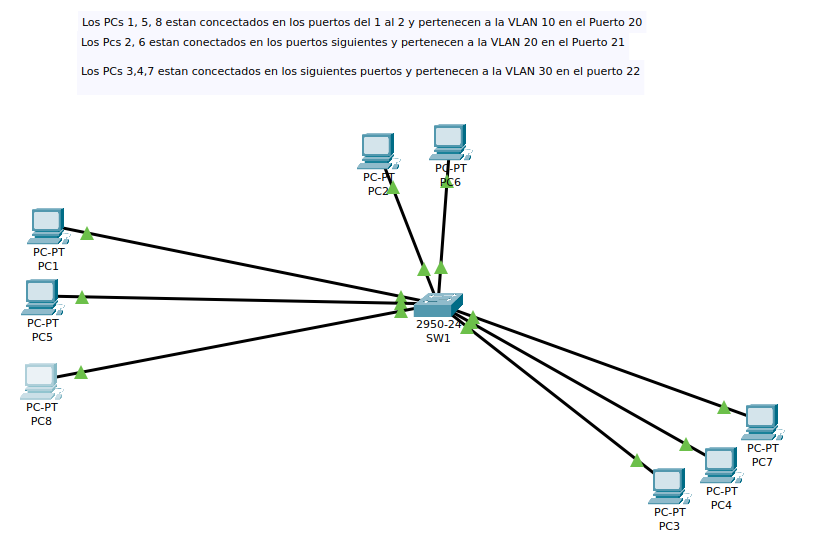 Los PCs 1, 5, 8 estan concectados en los puertos del 1 al 2 y pertenecen a la VLAN 10 en el Puerto 20
Los Pcs 2, 6 estan conectados en los puertos siguientes y pertenecen a la VLAN 20 en el Puerto 21
Los PCs 3,4,7 estan concectados en los siguientes puertos y pertenecen a la VLAN 30 en el puerto 22
PC-PT
PC2
PC-PT
PC6
PC-PT
PC1
PC-PT
PC5
2950-24
SW1
PC-PT
PC8
PC-PT
PC7
PC-PT
PC4
PC-PT
PC3